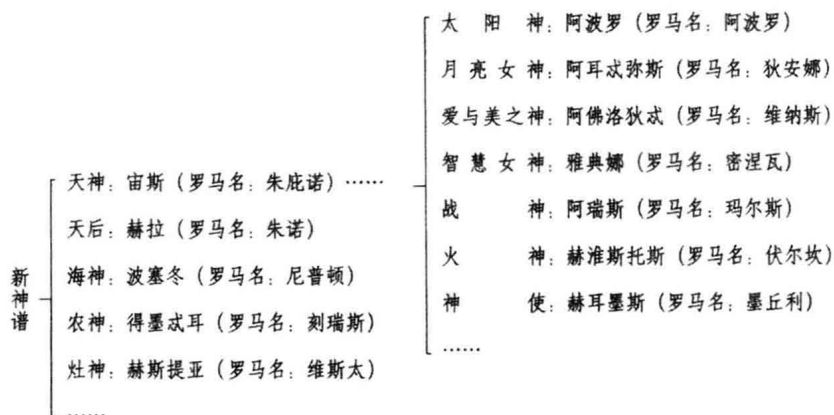 新神谱
天神：宙斯（罗马名：朱庇诺）……
天后：赫拉（罗马名：朱诺）
海神：波塞冬（罗马名：尼普顿）
农神：得墨忒耳（罗马名：刻瑞斯）
灶神：赫斯提亚（罗马名：维斯太）
……
太阳神：阿波罗（罗马名：阿波罗）
月亮女神：阿耳忒弥斯（罗马名：狄安娜）
爱与美之神：阿佛洛狄忒（罗马名：维纳斯）
智慧女神：雅典娜（罗马名：密涅瓦）
战神：阿瑞斯（罗马名：玛尔斯）
火神：赫淮斯托斯（罗马名：伏尔坎）
神使：赫耳墨斯（罗马名：墨丘利）
……